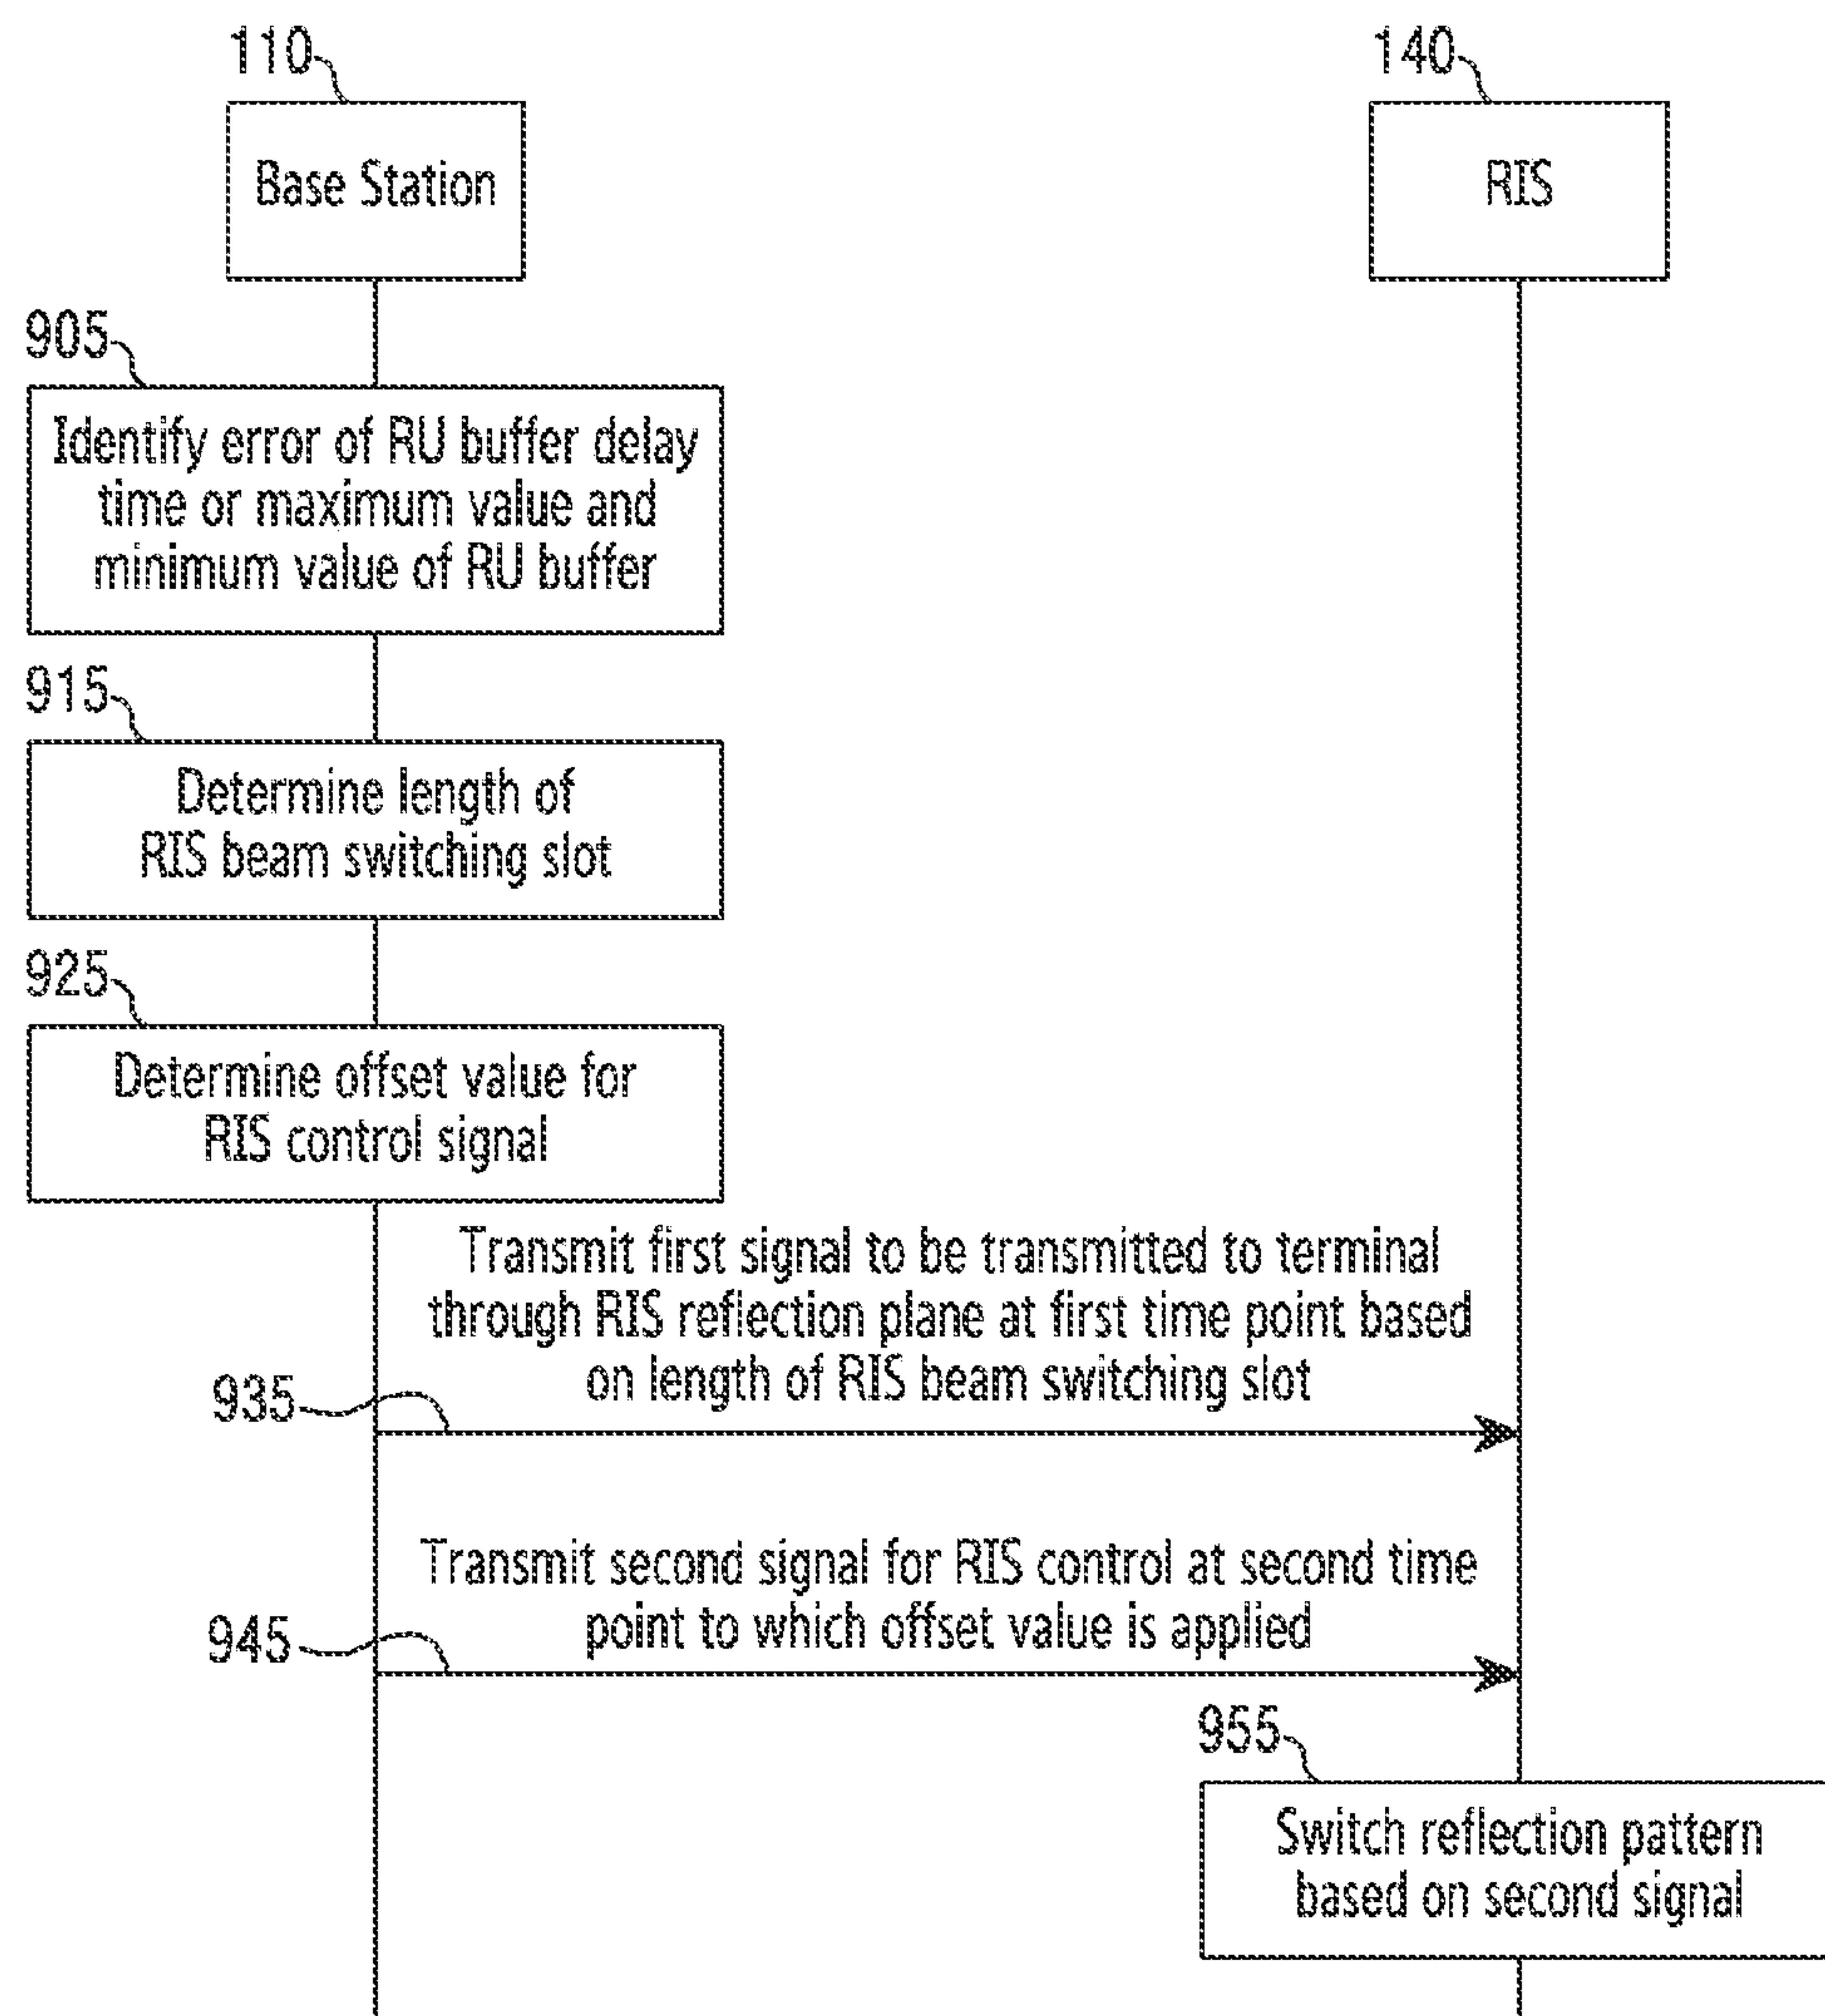 110
140
Base Station
RIS
905
Identify error of RU buffer delay
time or maximum value and
minimum value of RU buffer
915
Determine length of
RIS beam switching slot
925
Determine offset value for
RIS control signal
Transmit first signal to be transmitted to terminal
through RIS reflection plane at first time point based
on length of RIS beam switching slot
935
Transmit second signal for RIS control at second time
point to which offset value is applied
945
955
Switch reflection pattern
based on second signal